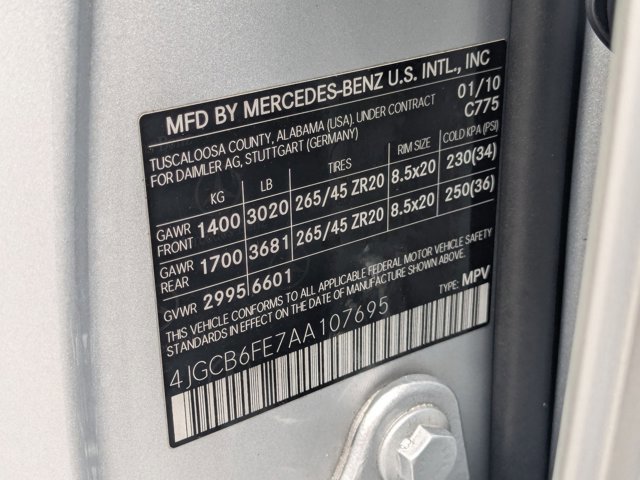 MFD BY MERCEDES-BENZ U.S. INTL., INC
TUSCALOOSA COUNTY, ALABAMA (USA). UNDER CONTRACT 01/10
FOR DAIMLER AG, STUTTGART (GERMANY) C775
KG LB TIRES RIM SIZE COLD KPA (PSI)
GAWR FRONT 1400 3020 265/45 ZR20 8.5x20 230(34)
GAWR REAR 1700 3681 265/45 ZR20 8.5x20 250(36)
GVWR 2995 6601
THIS VEHICLE CONFORMS TO ALL APPLICABLE FEDERAL MOTOR VEHICLE SAFETY
STANDARDS IN EFFECT ON THE DATE OF MANUFACTURE SHOWN ABOVE.
TYPE: MPV
4JGCB6FE7AA107695